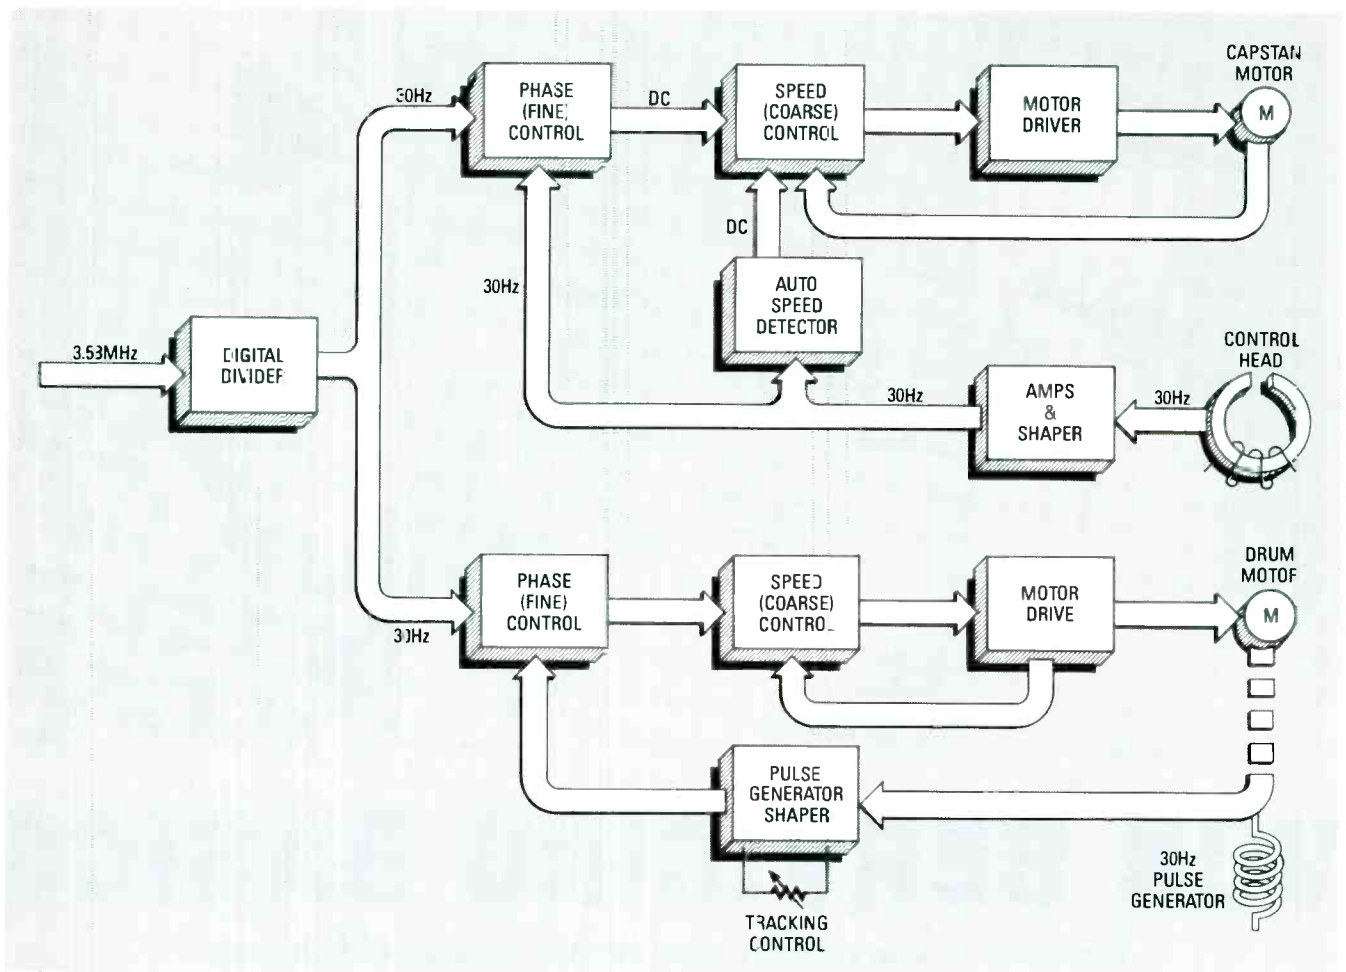 CAPSTAN
MOTOR
30Hz
PHASE
(FINE)
CONTROL
DC
SPEED
(COARSE)
CONTROL
MOTOR
DRIVER
M
DC
30Hz
AUTO
SPEED
DETECTOR
CONTROL
HEAD
3.53MHz
DIGITAL
DIVIDER
30Hz
AMPS
&
SHAPER
30Hz
DRUM
MOTOR
PHASE
(FINE)
CONTROL
30Hz
SPEED
(COARSE)
CONTROL
MOTOR
DRIVE
M
PULSE
GENERATOR
SHAPER
TRACKING
CONTROL
30Hz
PULSE
GENERATOR